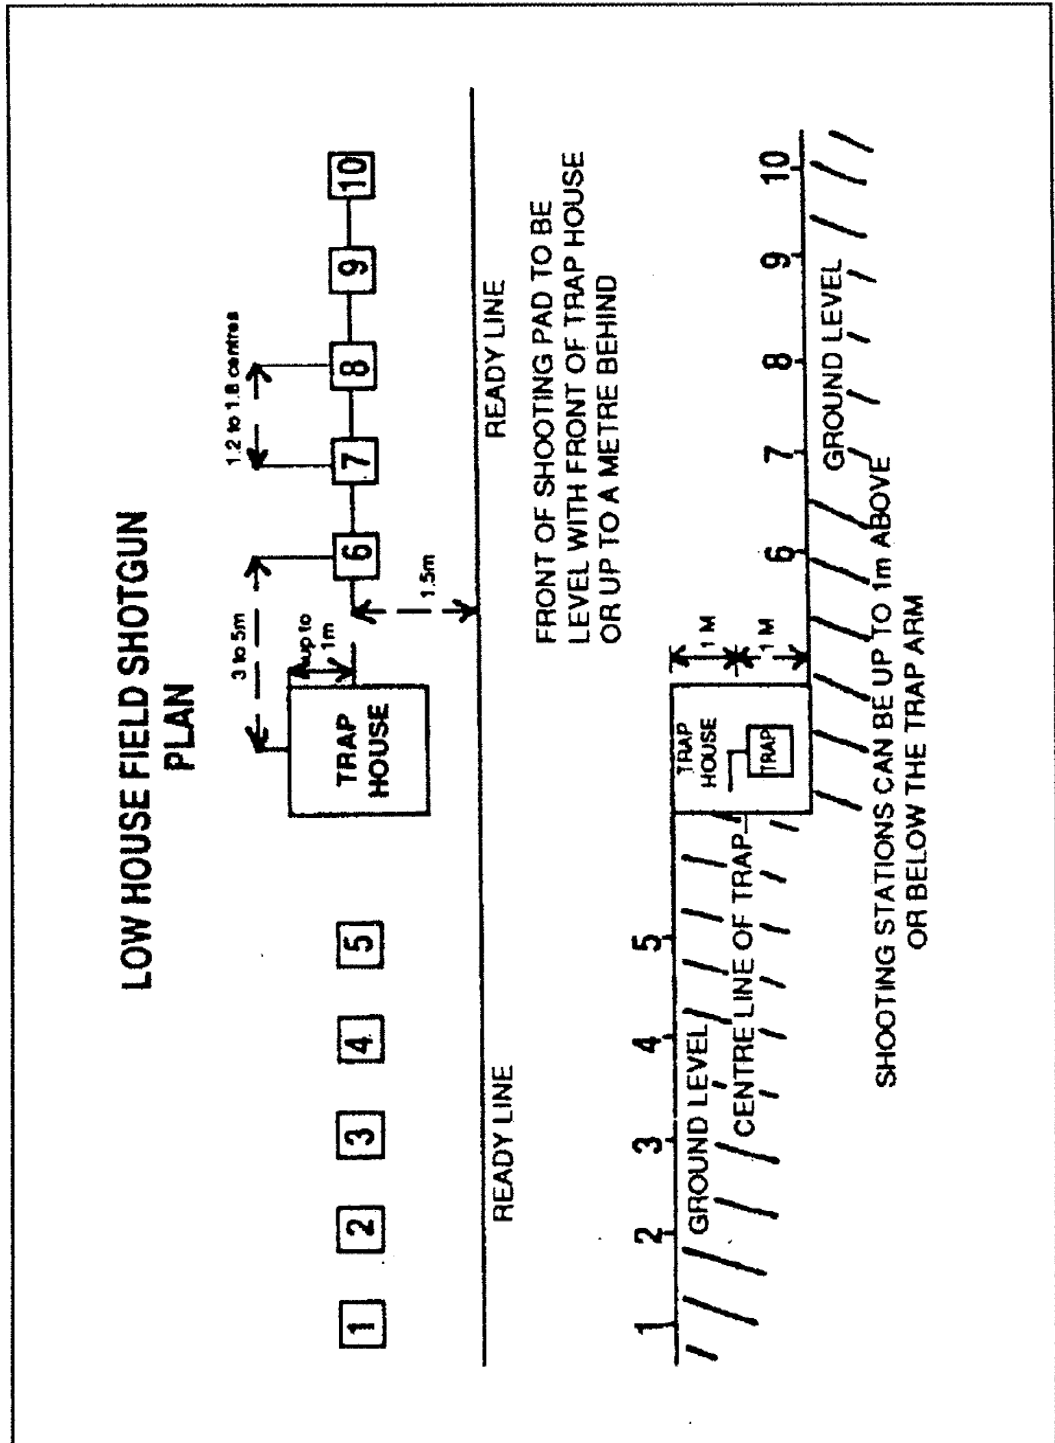 LOW HOUSE FIELD SHOTGUN
PLAN
3 to 5m
1.2 to 1.8 centres
up to
1m
TRAP
HOUSE
1 2 3 4 5 6 7 8 9 10
1.5m
READY LINE
READY LINE
FRONT OF SHOOTING PAD TO BE
LEVEL WITH FRONT OF TRAP HOUSE
OR UP TO A METRE BEHIND
1 2 3 4 5
TRAP
HOUSE
TRAP
1 M
1 M
GROUND LEVEL
CENTRE LINE OF TRAP
6 7 8 9 10
GROUND LEVEL
SHOOTING STATIONS CAN BE UP TO 1m ABOVE
OR BELOW THE TRAP ARM